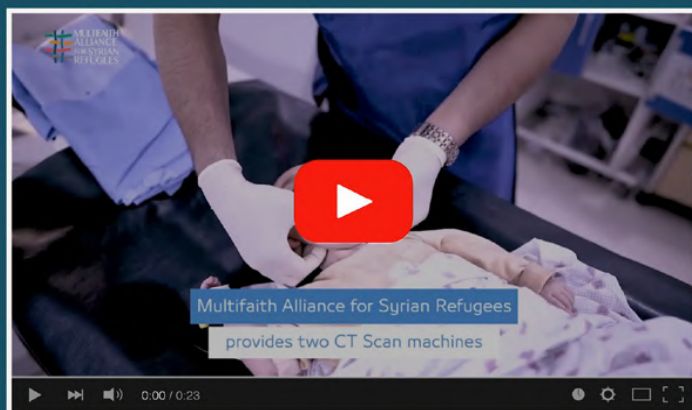 MULTIFAITH
ALLIANCE
FOR SYRIAN
REFUGEES
Multifaith Alliance for Syrian Refugees
provides two CT Scan machines
0:00 / 0:23